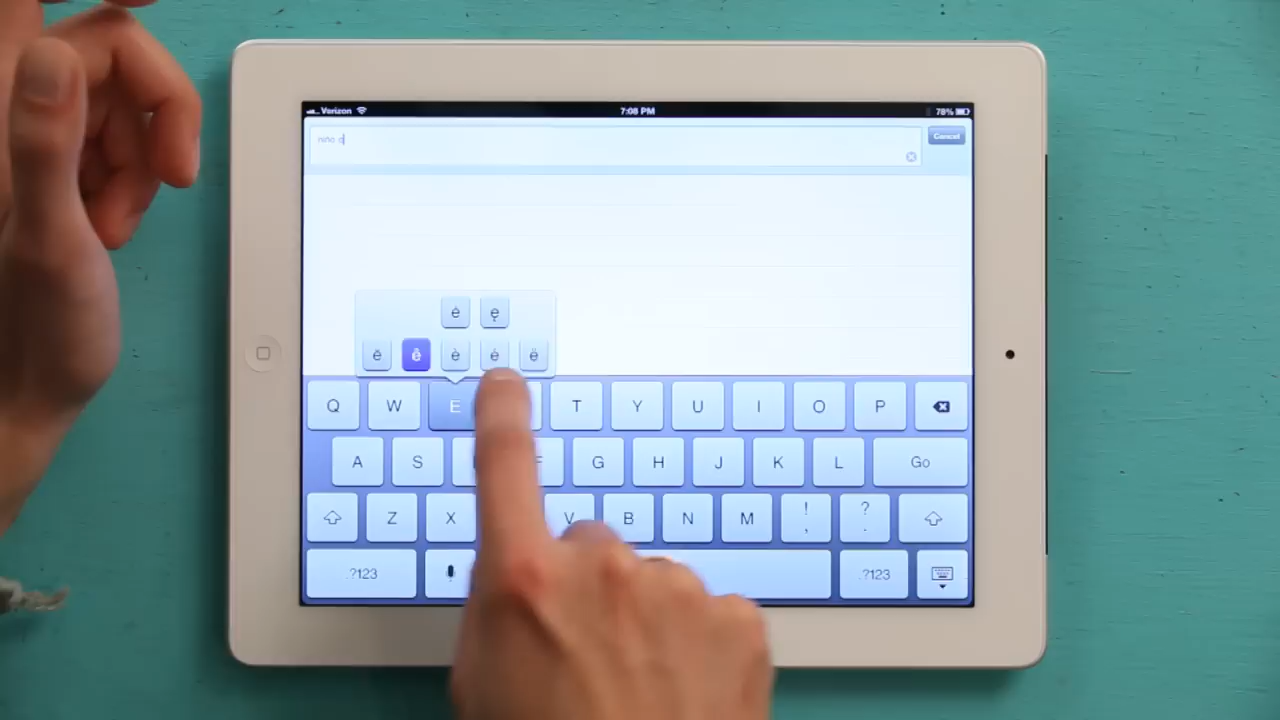 Verizon 7:08 PM 78%
niño
Cancel
ė ę
ē ê è é ë
Q W E T Y U I O P
A S F G H J K L Go
Z X V B N M ! , ? .
.?123 .?123